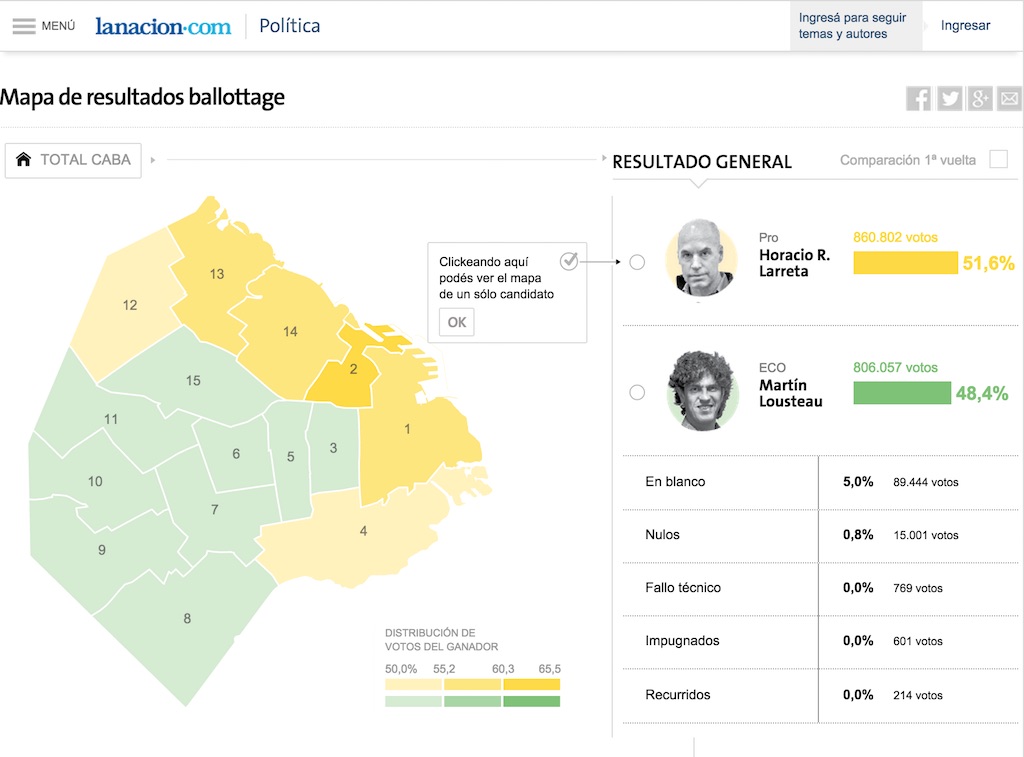 MENÚ
lanacion.com
Política
Ingresá para seguir
temas y autores
Ingresar
Mapa de resultados ballottage
TOTAL CABA
RESULTADO GENERAL
Comparación 1ª vuelta
Clickeando aquí
podés ver el mapa
de un sólo candidato
OK
Pro
Horacio R.
Larreta
860.802 votos
51,6%
ECO
Martín
Lousteau
806.057 votos
48,4%
En blanco 5,0% 89.444 votos
Nulos 0,8% 15.001 votos
Fallo técnico 0,0% 769 votos
Impugnados 0,0% 601 votos
Recurridos 0,0% 214 votos
13
12
14
2
15
11
1
3
6
5
10
7
4
9
8
DISTRIBUCIÓN DE
VOTOS DEL GANADOR
50,0% 55,2 60,3 65,5